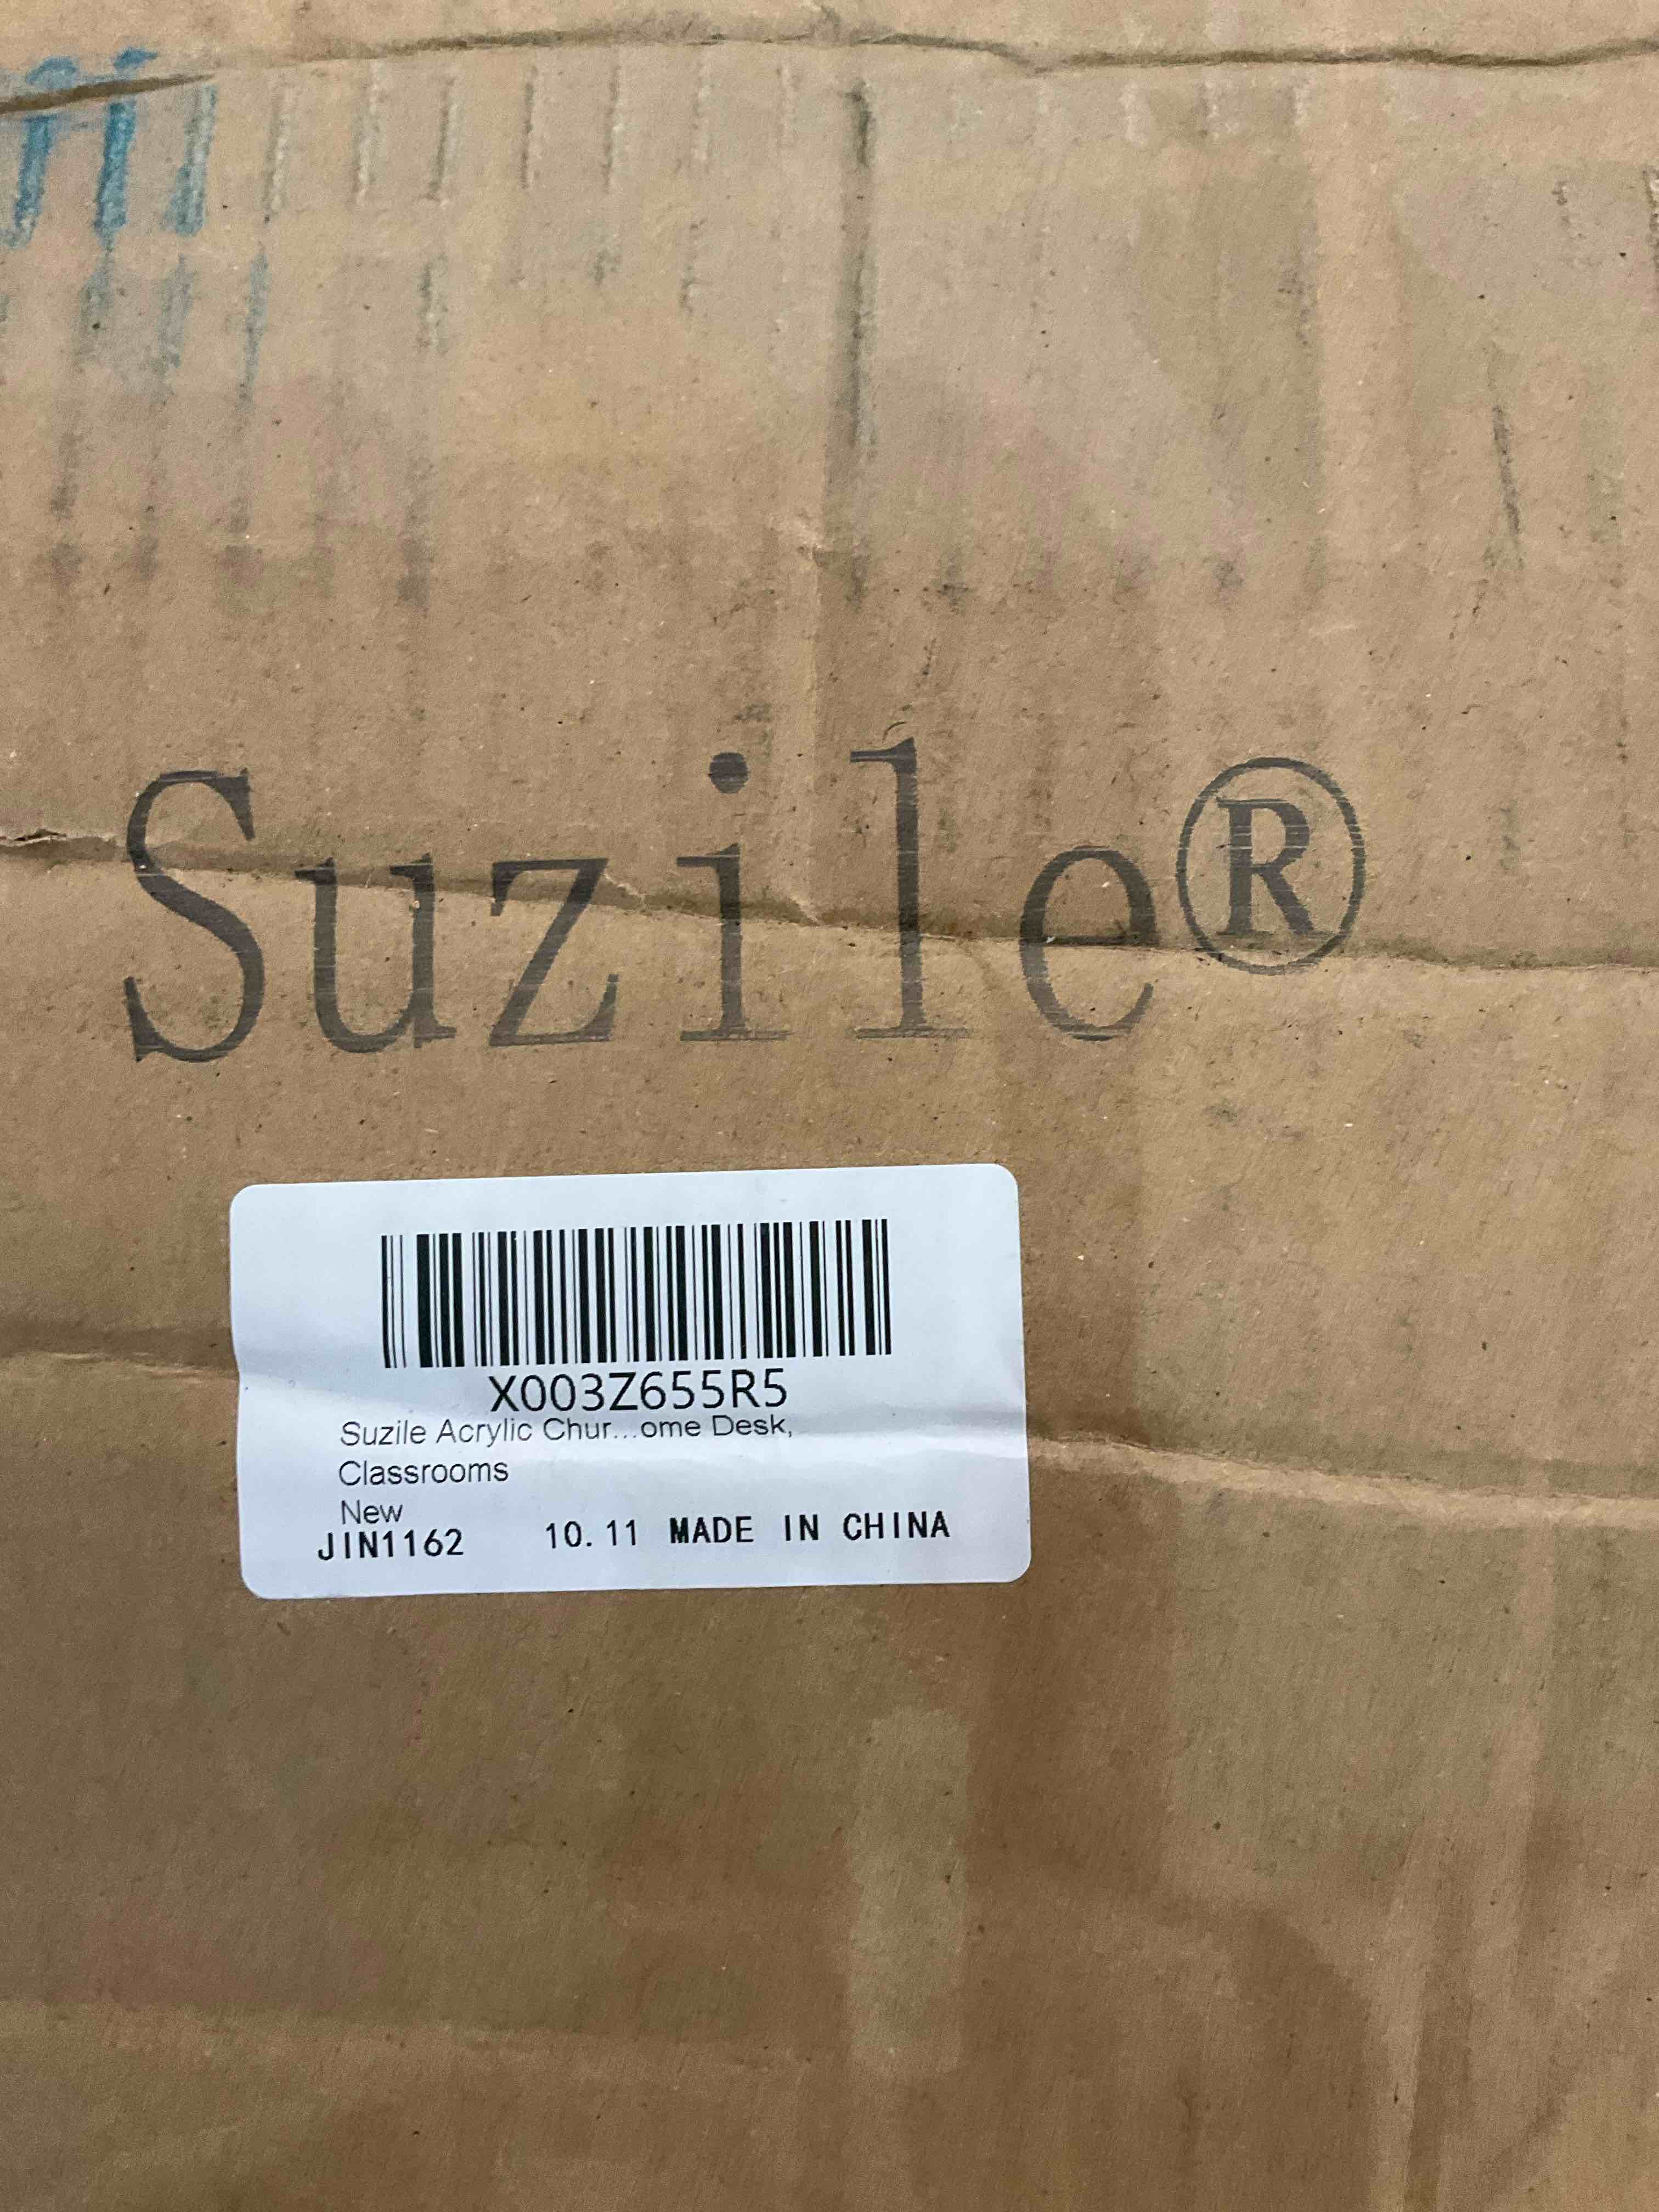 Suzile®
X003Z655R5
Suzile Acrylic Chur...ome Desk,
Classrooms
New
JIN1162 10.11 MADE IN CHINA